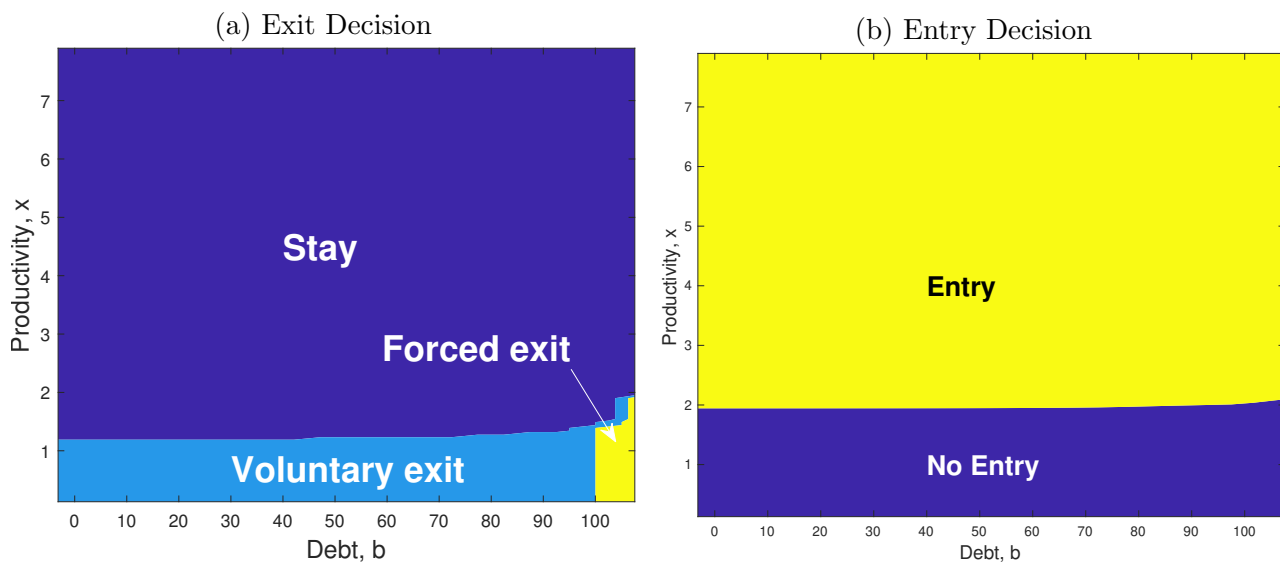 (a) Exit Decision
7
6
5
4
3
2
1
Productivity, x
Stay
Forced exit
Voluntary exit
0 10 20 30 40 50 60 70 80 90 100
Debt, b
(b) Entry Decision
7
6
5
4
3
2
1
Productivity, x
Entry
No Entry
0 10 20 30 40 50 60 70 80 90 100
Debt, b